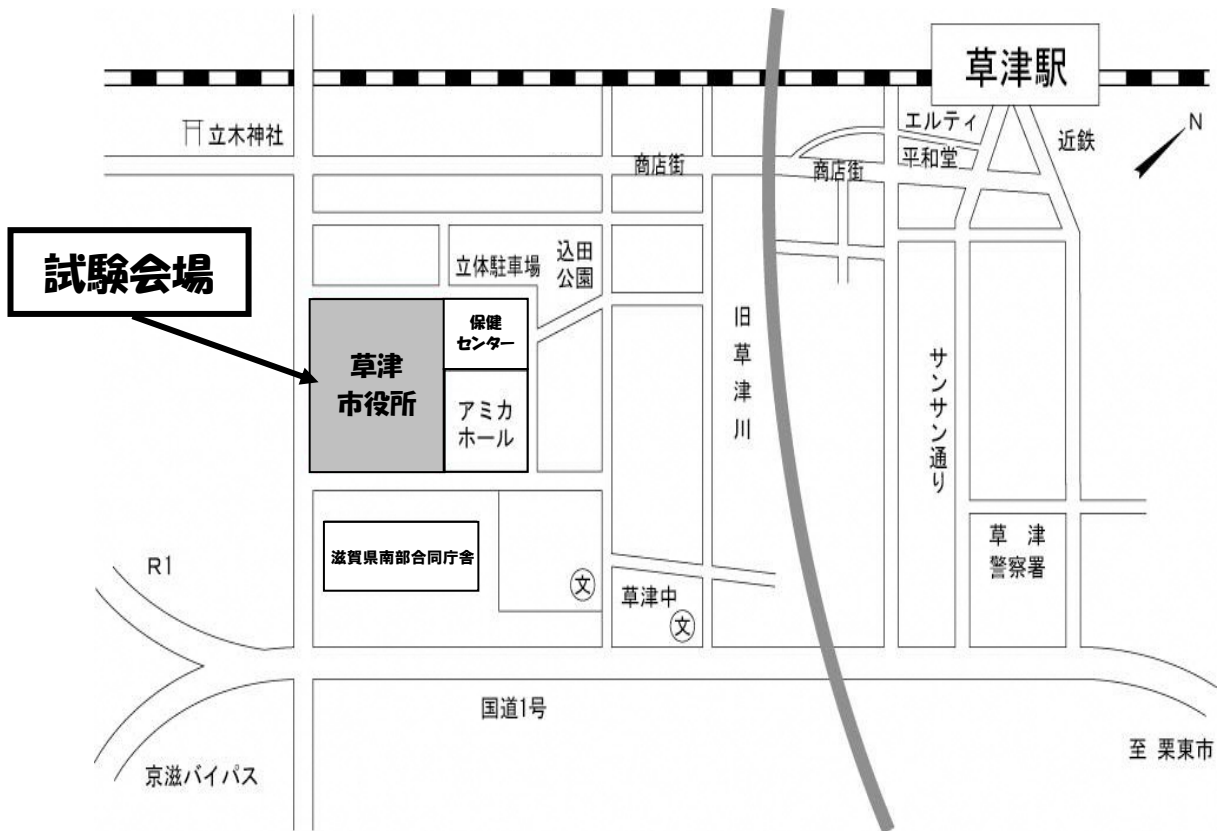 草津駅
N
立木神社
エルティ
近鉄
平和堂
商店街
商店街
試験会場
立体駐車場
込田
公園
保健
センター
草津
市役所
アミカ
ホール
旧草津川
サンサン通り
滋賀県南部合同庁舎
R1
文
草津中
文
草津
警察署
国道1号
至 栗東市
京滋バイパス